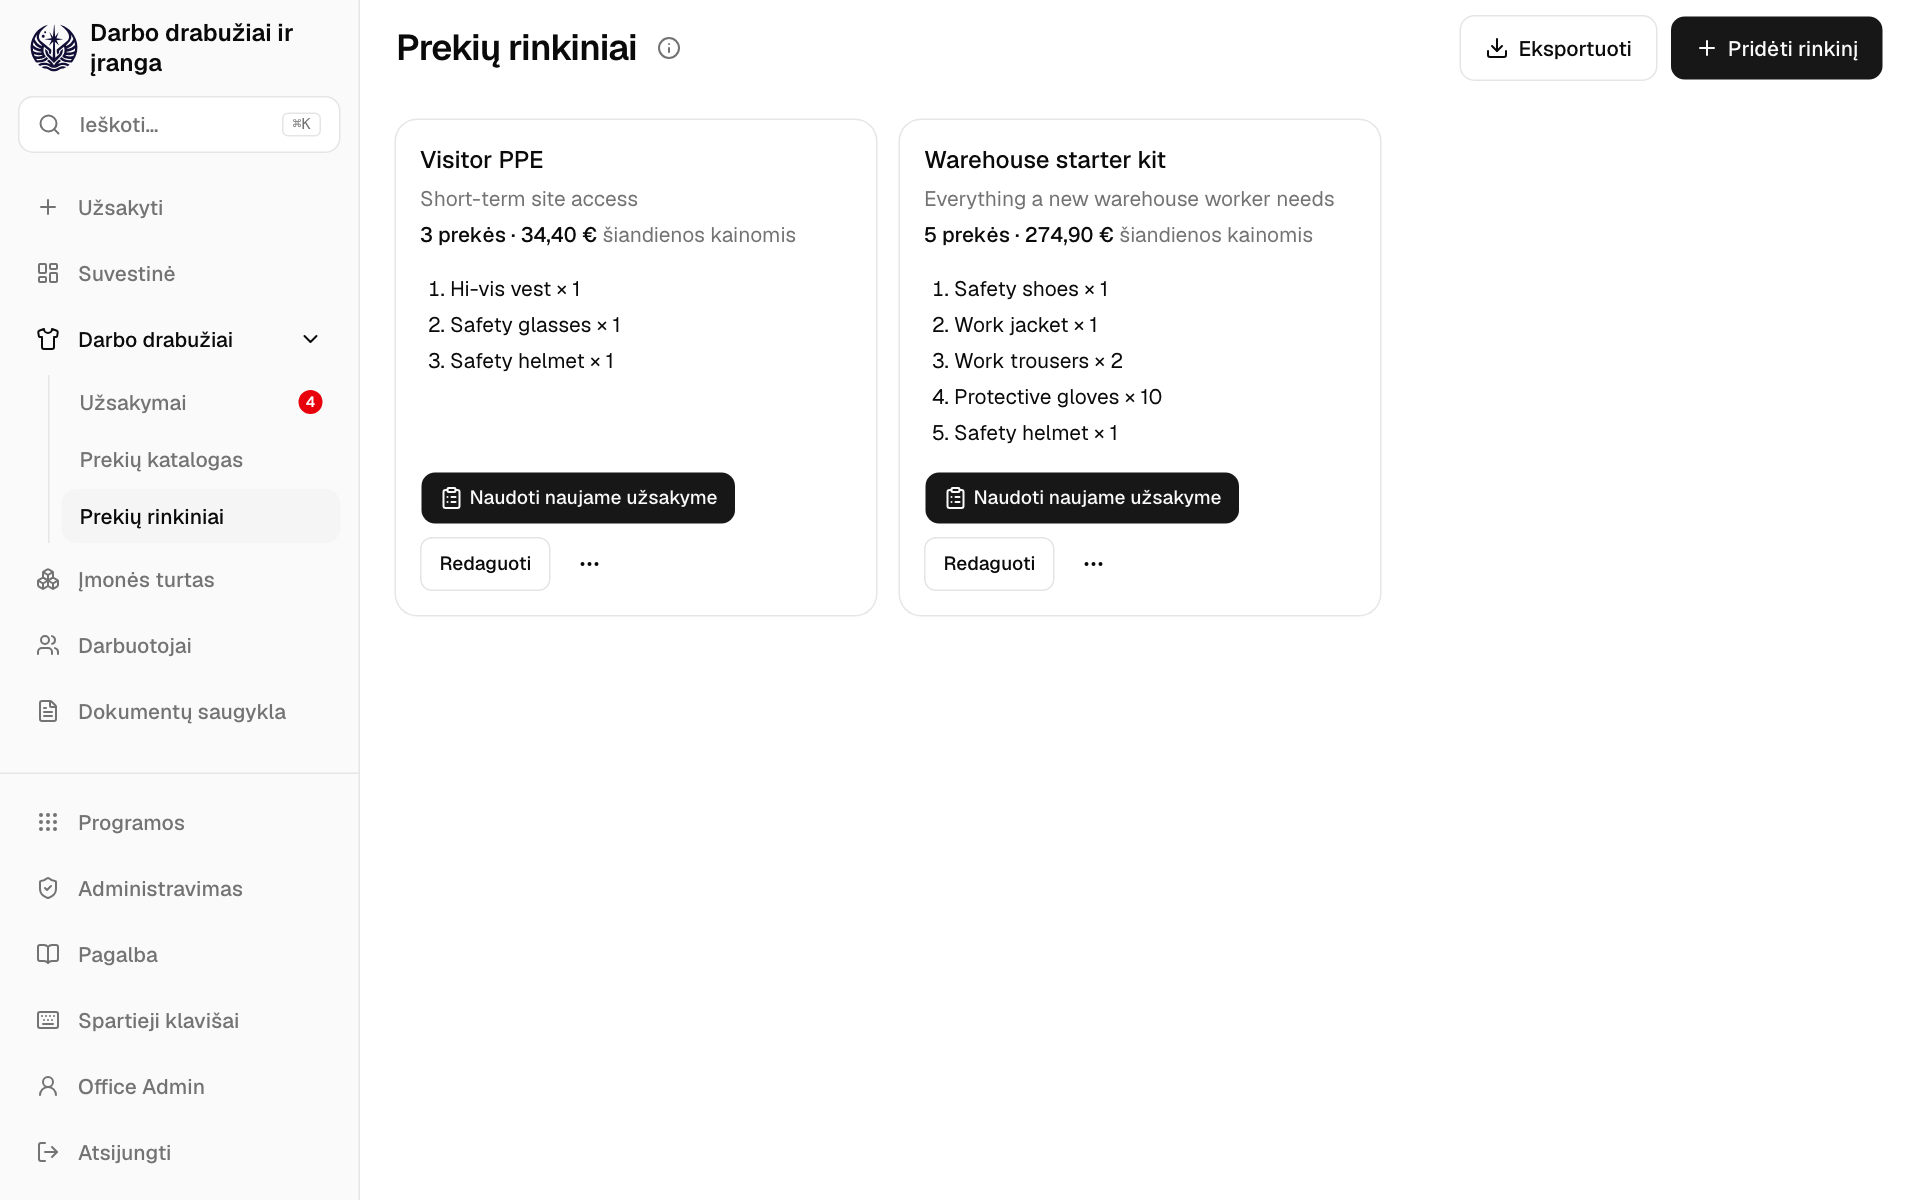 Darbo drabužiai ir
įranga
Ieškoti...
⌘K
Užsakyti
Suvestinė
Darbo drabužiai
Užsakymai
4
Prekių katalogas
Prekių rinkiniai
Įmonės turtas
Darbuotojai
Dokumentų saugykla
Programos
Administravimas
Pagalba
Spartieji klavišai
Office Admin
Atsijungti
Prekių rinkiniai
Eksportuoti
Pridėti rinkinį
Visitor PPE
Short-term site access
3 prekės · 34,40 € šiandienos kainomis
1. Hi-vis vest × 1
2. Safety glasses × 1
3. Safety helmet × 1
Naudoti naujame užsakyme
Redaguoti
Warehouse starter kit
Everything a new warehouse worker needs
5 prekės · 274,90 € šiandienos kainomis
1. Safety shoes × 1
2. Work jacket × 1
3. Work trousers × 2
4. Protective gloves × 10
5. Safety helmet × 1
Naudoti naujame užsakyme
Redaguoti